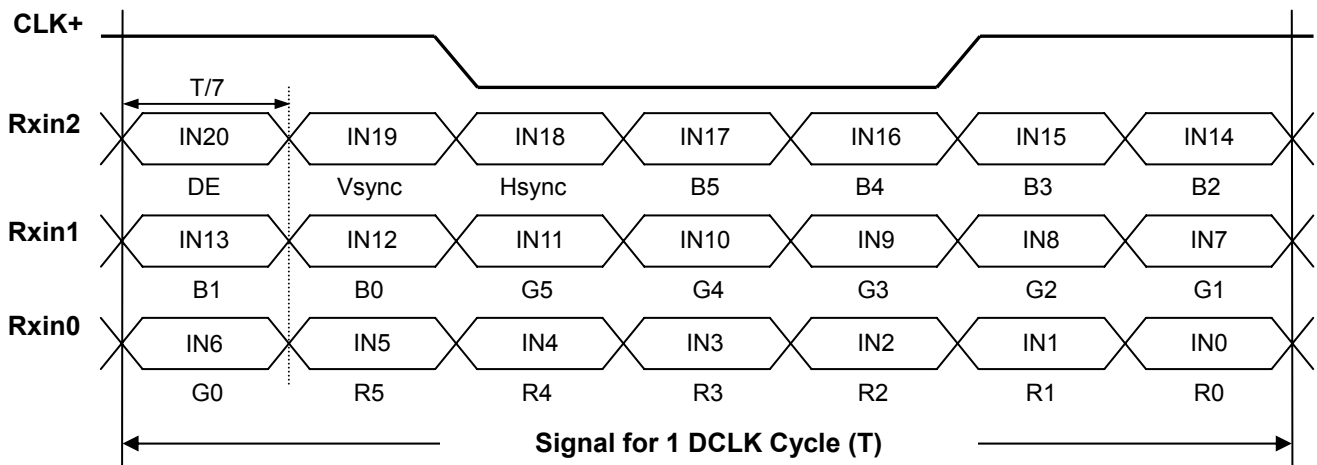 CLK+
T/7
Rxin2 IN20 IN19 IN18 IN17 IN16 IN15 IN14
DE Vsync Hsync B5 B4 B3 B2
Rxin1 IN13 IN12 IN11 IN10 IN9 IN8 IN7
B1 B0 G5 G4 G3 G2 G1
Rxin0 IN6 IN5 IN4 IN3 IN2 IN1 IN0
G0 R5 R4 R3 R2 R1 R0
Signal for 1 DCLK Cycle (T)